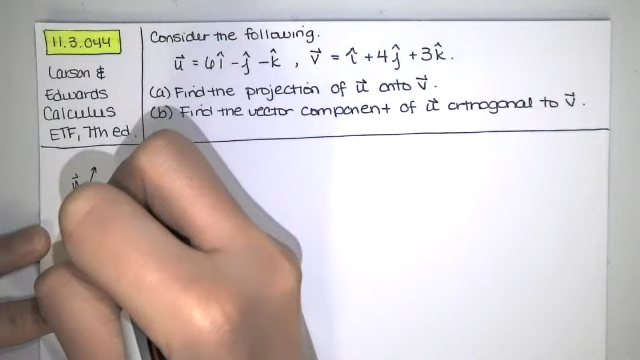 11.3.044
Larson &
Edwards
Calculus
ETF, 7th ed.
Consider the following.
u⃗ = 6î - ĵ - k̂ , v⃗ = î + 4ĵ + 3k̂.
(a) Find the projection of u⃗ onto v⃗.
(b) Find the vector component of u⃗ orthogonal to v⃗.
u⃗